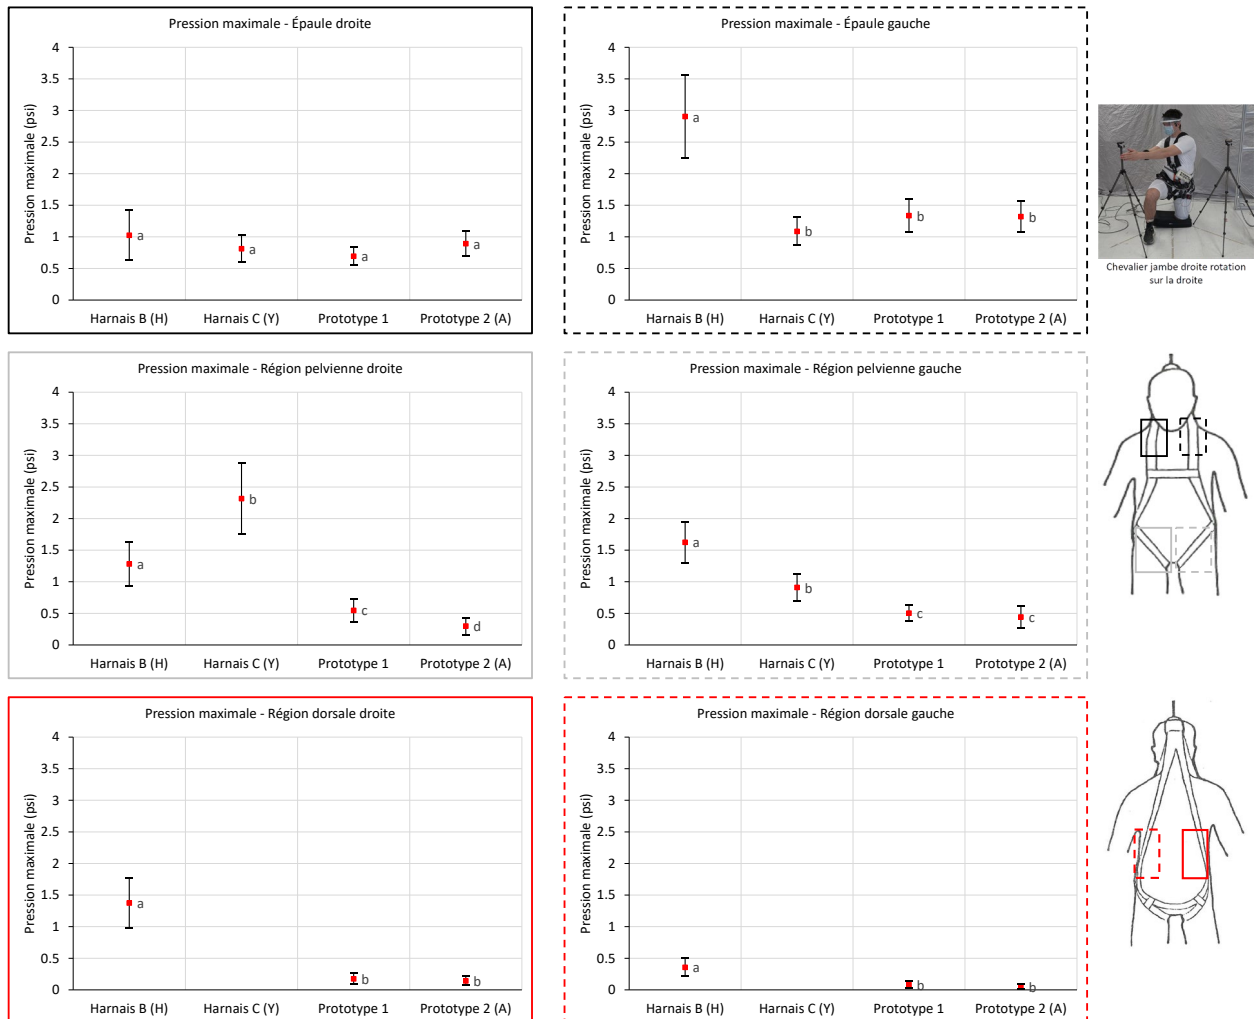 Pression maximale - Épaule droite
Pression maximale (psi)
4
3.5
3
2.5
2
1.5
1
0.5
0
a
a
a
a
Harnais B (H)
Harnais C (Y)
Prototype 1
Prototype 2 (A)
Pression maximale - Épaule gauche
Pression maximale (psi)
4
3.5
3
2.5
2
1.5
1
0.5
0
a
b
b
b
Harnais B (H)
Harnais C (Y)
Prototype 1
Prototype 2 (A)
Chevalier jambe droite rotation
sur la droite
Pression maximale - Région pelvienne droite
Pression maximale (psi)
4
3.5
3
2.5
2
1.5
1
0.5
0
a
b
c
d
Harnais B (H)
Harnais C (Y)
Prototype 1
Prototype 2 (A)
Pression maximale - Région pelvienne gauche
Pression maximale (psi)
4
3.5
3
2.5
2
1.5
1
0.5
0
a
b
c
c
Harnais B (H)
Harnais C (Y)
Prototype 1
Prototype 2 (A)
Pression maximale - Région dorsale droite
Pression maximale (psi)
4
3.5
3
2.5
2
1.5
1
0.5
0
a
b
b
Harnais B (H)
Harnais C (Y)
Prototype 1
Prototype 2 (A)
Pression maximale - Région dorsale gauche
Pression maximale (psi)
4
3.5
3
2.5
2
1.5
1
0.5
0
a
b
b
Harnais B (H)
Harnais C (Y)
Prototype 1
Prototype 2 (A)